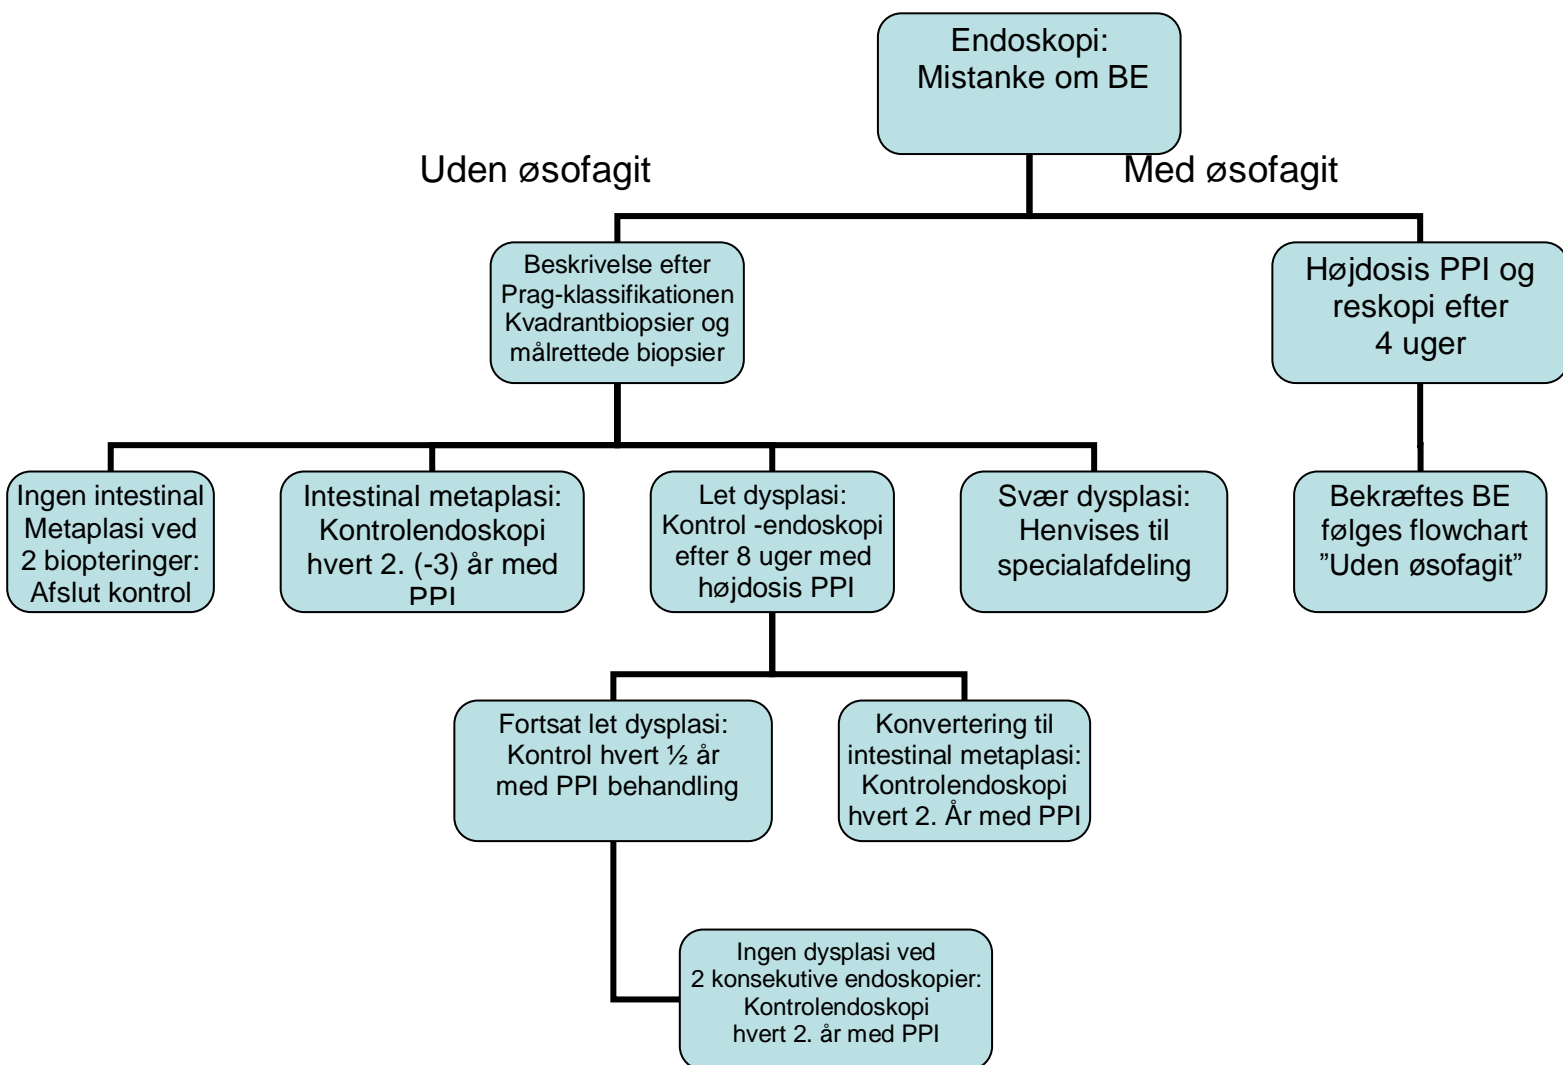 Endoskopi:
Mistanke om BE
Uden øsofagit
Med øsofagit
Beskrivelse efter
Prag-klassifikationen
Kvadrantbiopsier og
målrettede biopsier
Højdosis PPI og
reskopi efter
4 uger
Ingen intestinal
Metaplasi ved
2 biopteringer:
Afslut kontrol
Intestinal metaplasi:
Kontrolendoskopi
hvert 2. (-3) år med
PPI
Let dysplasi:
Kontrol -endoskopi
efter 8 uger med
højdosis PPI
Svær dysplasi:
Henvises til
specialafdeling
Bekræftes BE
følges flowchart
”Uden øsofagit”
Fortsat let dysplasi:
Kontrol hvert ½ år
med PPI behandling
Konvertering til
intestinal metaplasi:
Kontrolendoskopi
hvert 2. År med PPI
Ingen dysplasi ved
2 konsekutive endoskopier:
Kontrolendoskopi
hvert 2. år med PPI